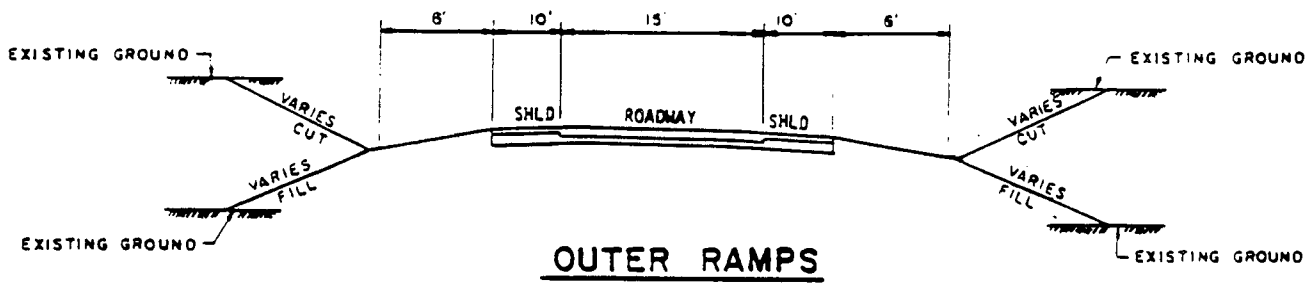 6' 10' 15' 10' 6'
EXISTING GROUND
EXISTING GROUND
VARIES
CUT
SHLD ROADWAY SHLD
VARIES
CUT
VARIES
FILL
VARIES
FILL
EXISTING GROUND
EXISTING GROUND
OUTER RAMPS